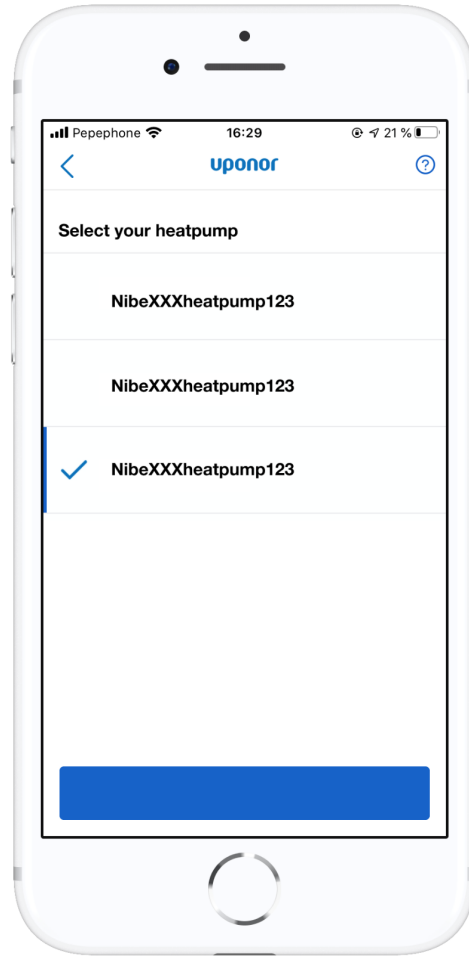 Pepephone 16:29 21 %
uponor
?
Select your heatpump
NibeXXXheatpump123
NibeXXXheatpump123
NibeXXXheatpump123